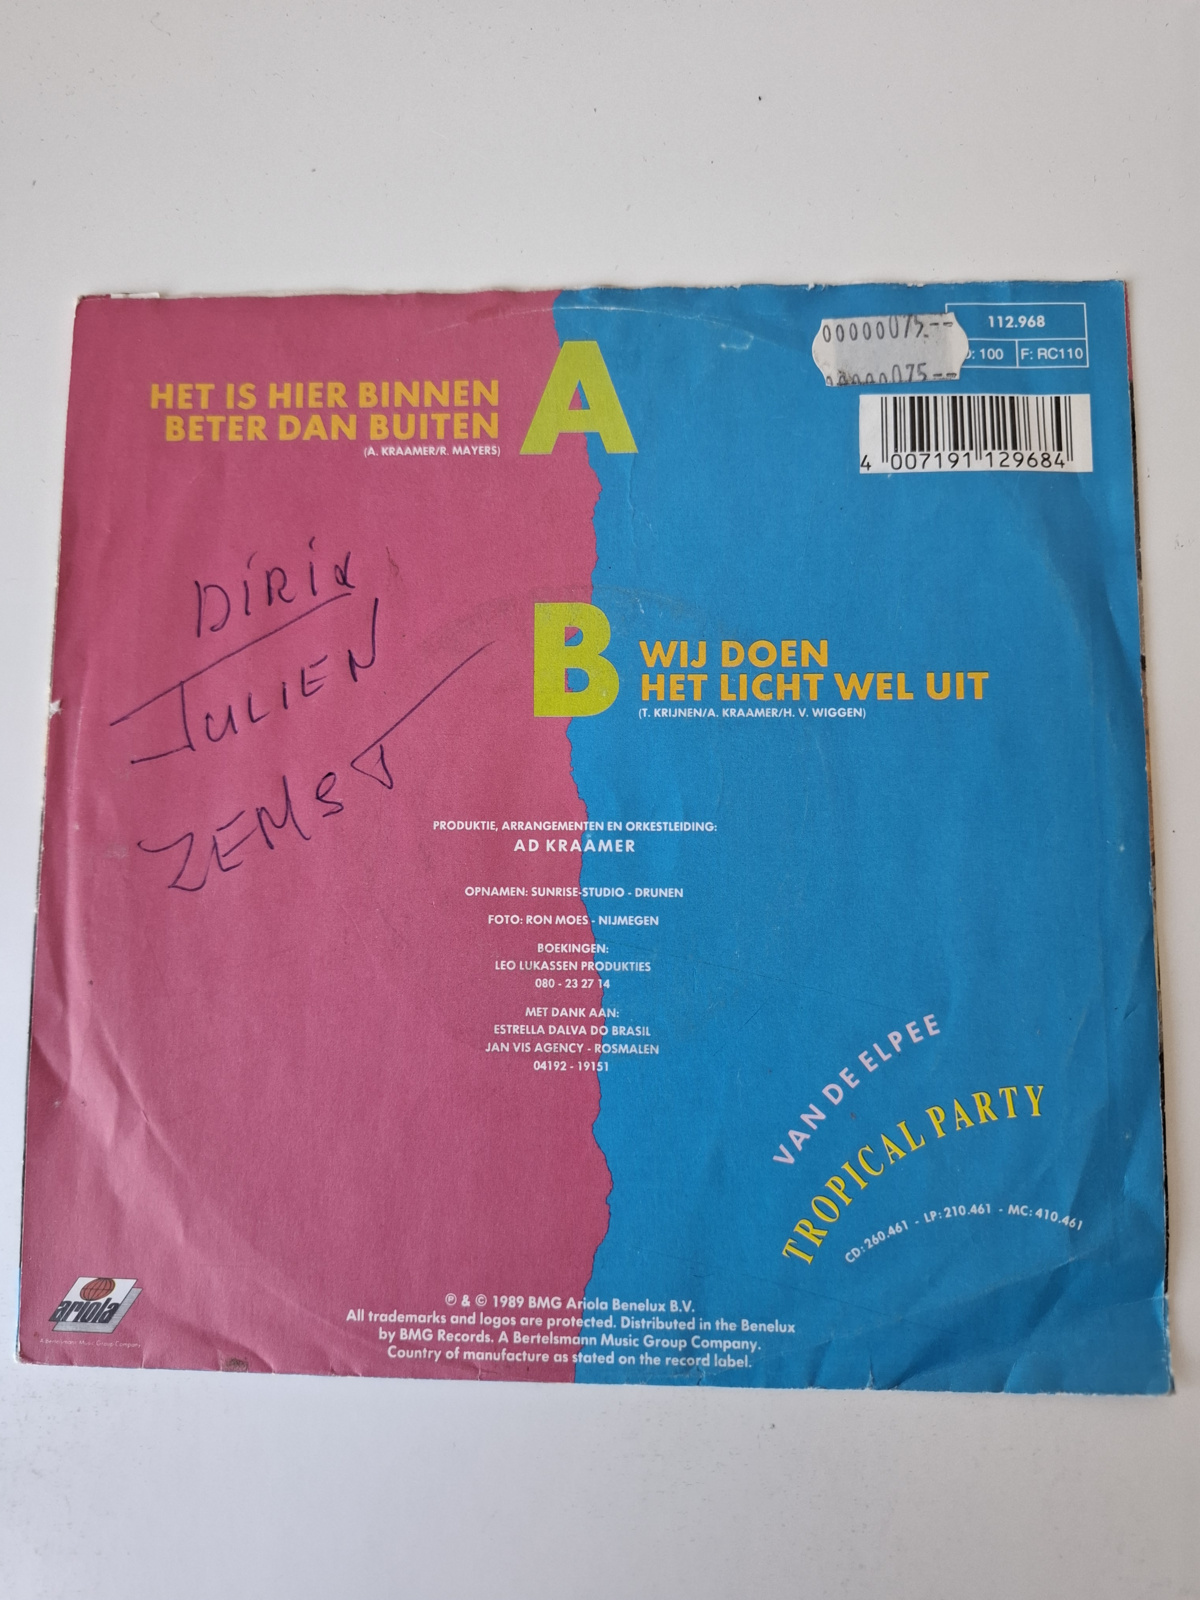 112.968
00000075.--
: 100
F: RC110
4 007191 129684
A
HET IS HIER BINNEN
BETER DAN BUITEN
(A. KRAAMER/R. MAYERS)
DIRIX
JULIEN
ZEMST
B
WIJ DOEN
HET LICHT WEL UIT
(T. KRIJNEN/A. KRAAMER/H. V. WIGGEN)
PRODUKTIE, ARRANGEMENTEN EN ORKESTLEIDING:
AD KRAAMER
OPNAMEN: SUNRISE-STUDIO - DRUNEN
FOTO: RON MOES - NIJMEGEN
BOEKINGEN:
LEO LUKASSEN PRODUKTIES
080 - 23 27 14
MET DANK AAN:
ESTRELLA DALVA DO BRASIL
JAN VIS AGENCY - ROSMALEN
04192 - 19151
VAN DE ELPEE
TROPICAL PARTY
CD: 260.461 - LP: 210.461 - MC: 410.461
ariola
A Bertelsmann Music Group Company
℗ & © 1989 BMG Ariola Benelux B.V.
All trademarks and logos are protected. Distributed in the Benelux
by BMG Records. A Bertelsmann Music Group Company.
Country of manufacture as stated on the record label.